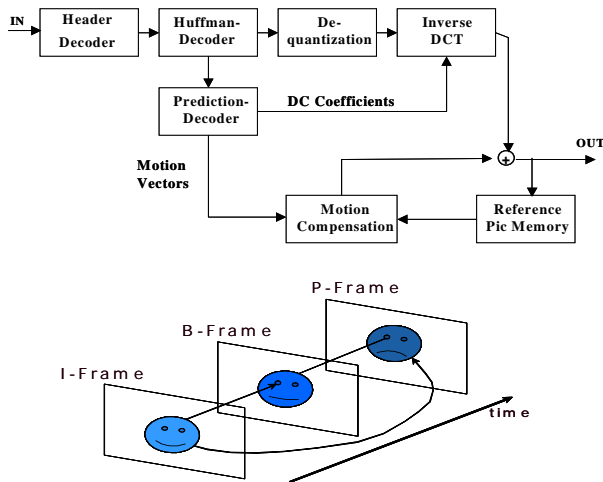 IN
Header
Decoder
Huffman-
Decoder
De-
quantization
Inverse
DCT
Prediction-
Decoder
DC Coefficients
OUT
+
Motion
Vectors
Motion
Compensation
Reference
Pic Memory
P-Frame
B-Frame
I-Frame
time